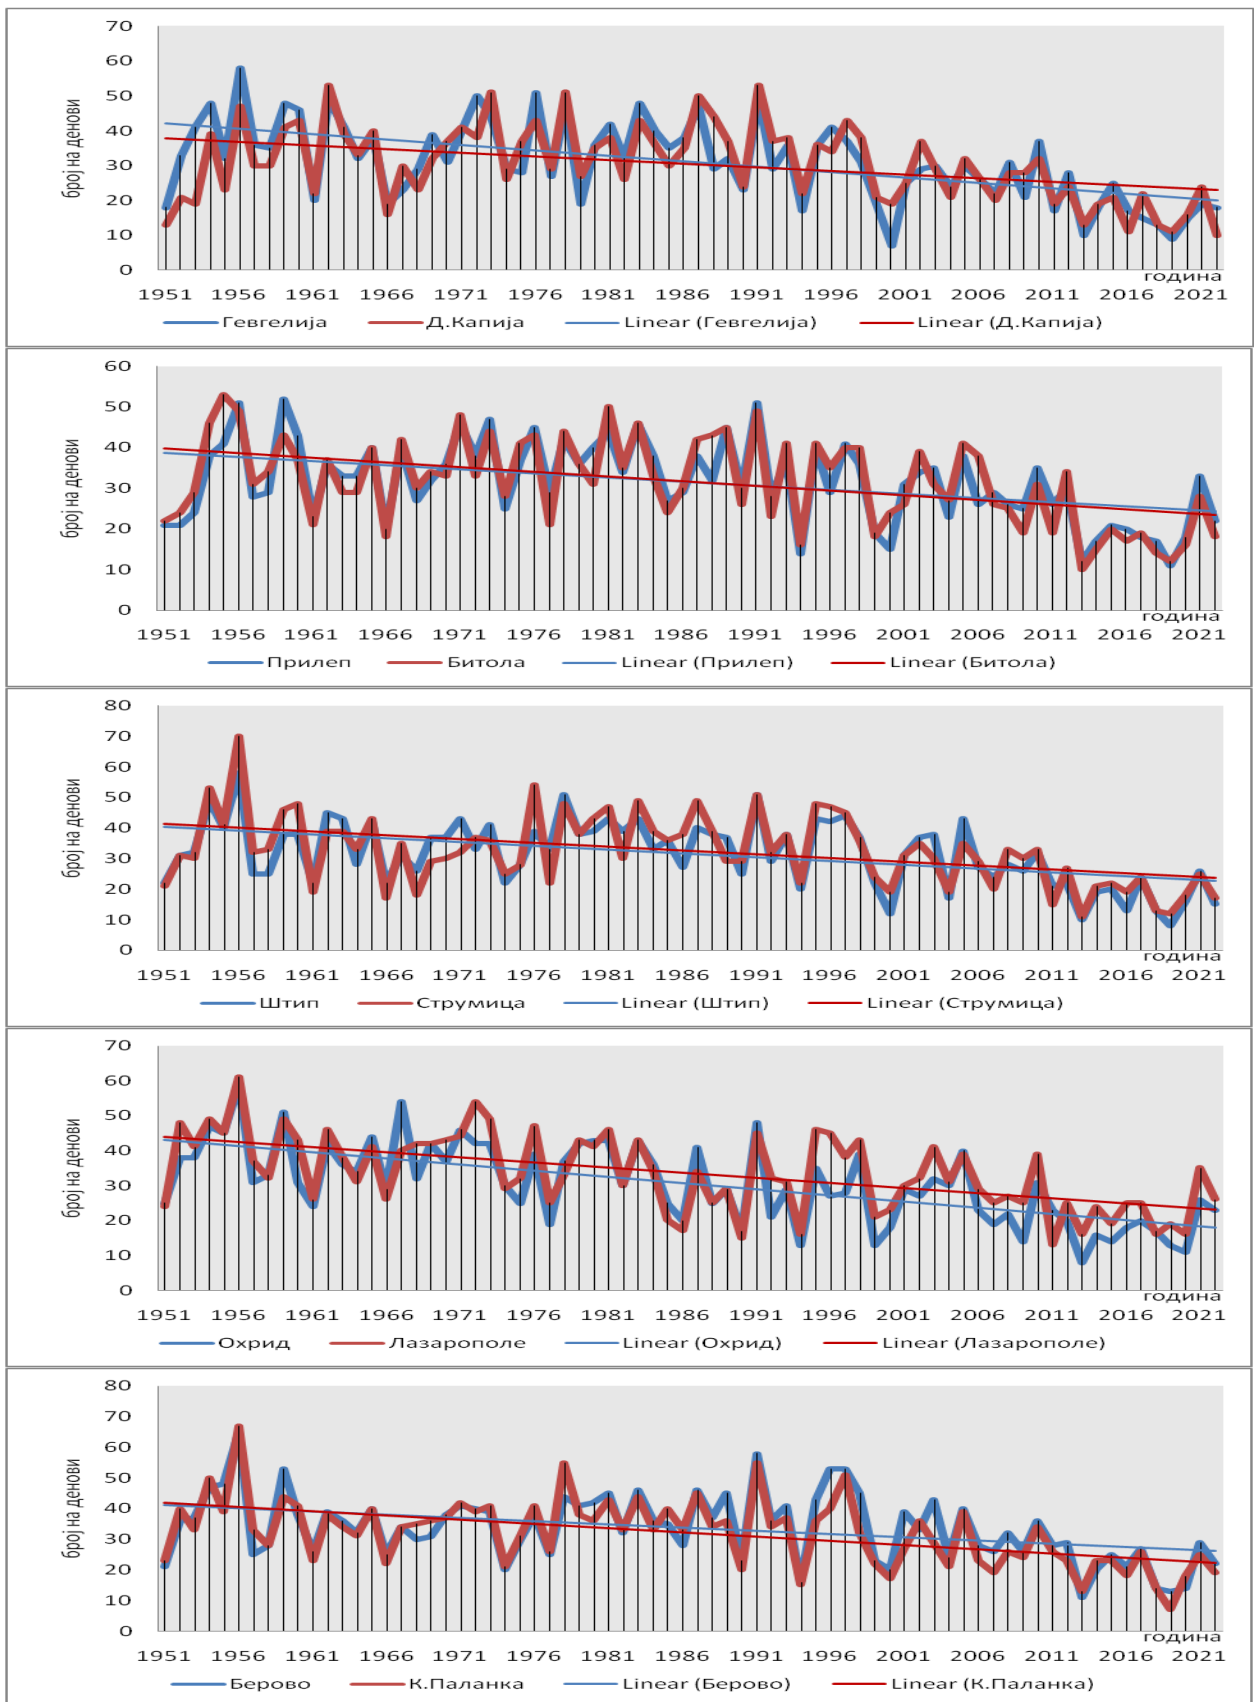 број на денови
70
60
50
40
30
20
10
0
година
1951 1956 1961 1966 1971 1976 1981 1986 1991 1996 2001 2006 2011 2016 2021
Гевгелија Д.Капија Linear (Гевгелија) Linear (Д.Капија)
број на денови
60
50
40
30
20
10
0
година
1951 1956 1961 1966 1971 1976 1981 1986 1991 1996 2001 2006 2011 2016 2021
Прилеп Битола Linear (Прилеп) Linear (Битола)
број на денови
80
70
60
50
40
30
20
10
0
година
1951 1956 1961 1966 1971 1976 1981 1986 1991 1996 2001 2006 2011 2016 2021
Штип Струмица Linear (Штип) Linear (Струмица)
број на денови
70
60
50
40
30
20
10
0
година
1951 1956 1961 1966 1971 1976 1981 1986 1991 1996 2001 2006 2011 2016 2021
Охрид Лазарополе Linear (Охрид) Linear (Лазарополе)
број на денови
80
70
60
50
40
30
20
10
0
година
1951 1956 1961 1966 1971 1976 1981 1986 1991 1996 2001 2006 2011 2016 2021
Берово К.Паланка Linear (Берово) Linear (К.Паланка)